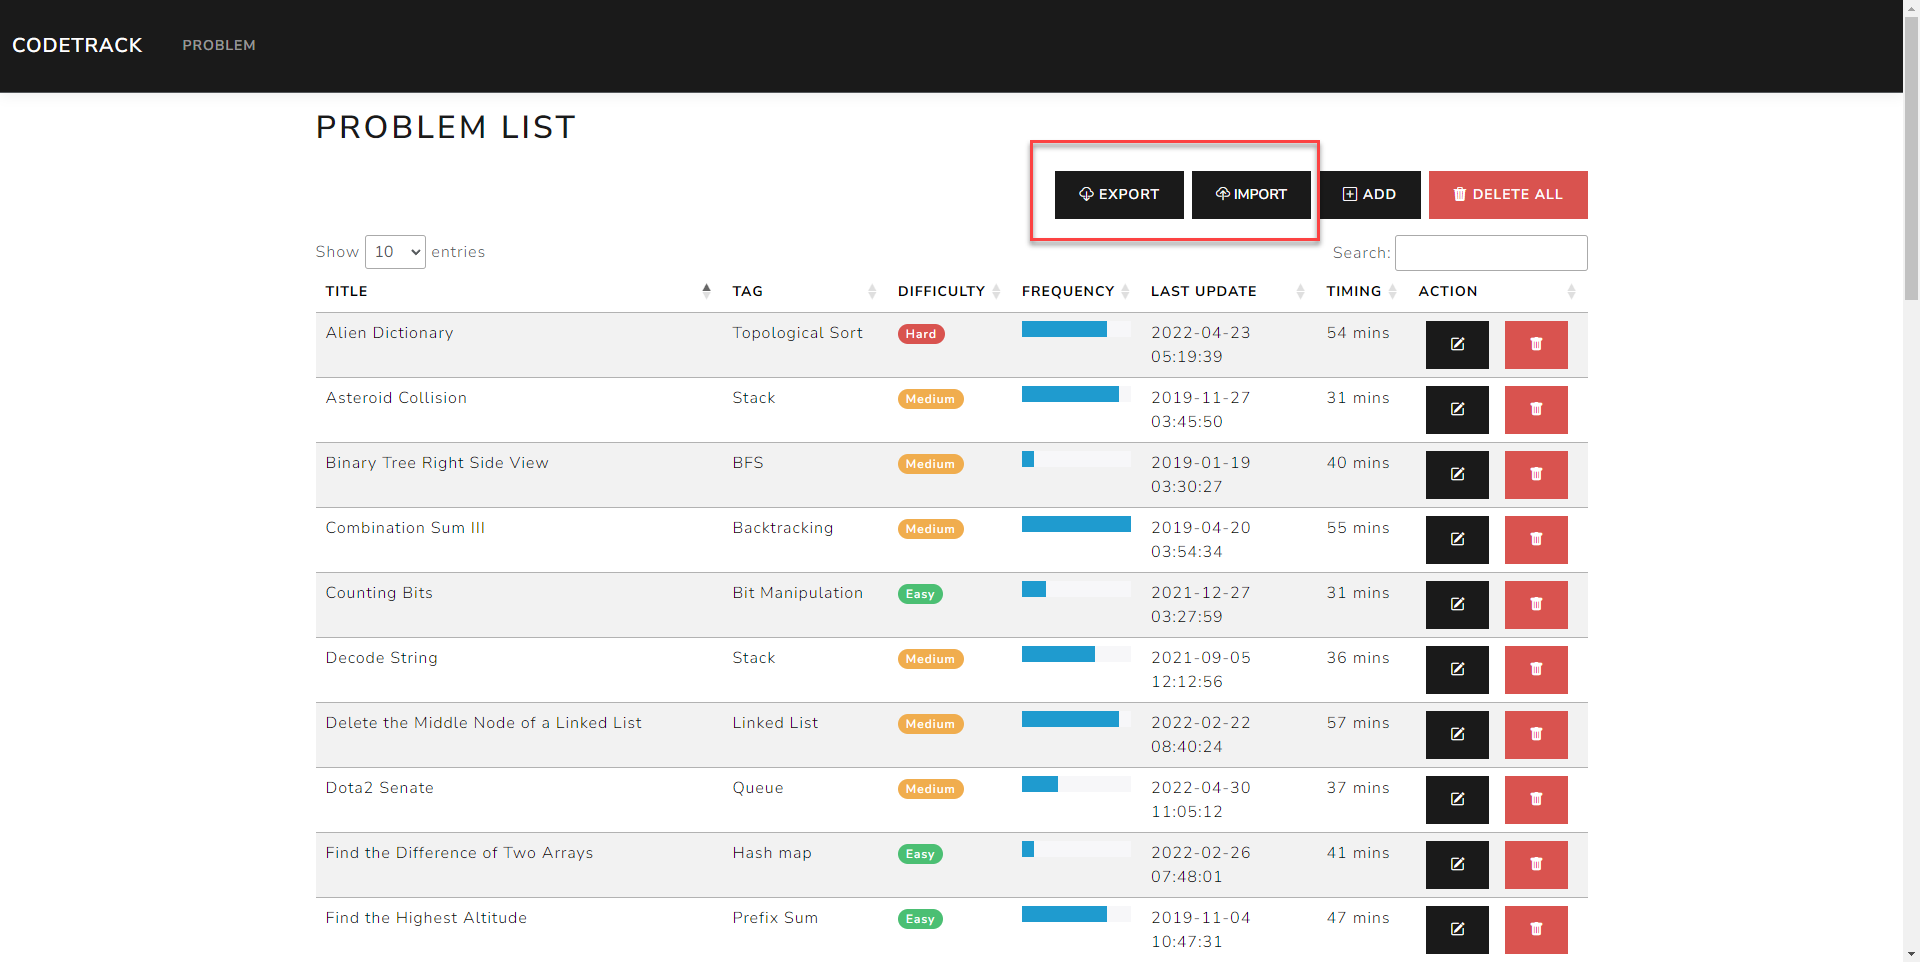 CODETRACK PROBLEM
PROBLEM LIST
EXPORT IMPORT ADD DELETE ALL
Show 10 entries Search:
TITLE TAG DIFFICULTY FREQUENCY LAST UPDATE TIMING ACTION
Alien Dictionary Topological Sort Hard 2022-04-23 54 mins
05:19:39
Asteroid Collision Stack Medium 2019-11-27 31 mins
03:45:50
Binary Tree Right Side View BFS Medium 2019-01-19 40 mins
03:30:27
Combination Sum III Backtracking Medium 2019-04-20 55 mins
03:54:34
Counting Bits Bit Manipulation Easy 2021-12-27 31 mins
03:27:59
Decode String Stack Medium 2021-09-05 36 mins
12:12:56
Delete the Middle Node of a Linked List Linked List Medium 2022-02-22 57 mins
08:40:24
Dota2 Senate Queue Medium 2022-04-30 37 mins
11:05:12
Find the Difference of Two Arrays Hash map Easy 2022-02-26 41 mins
07:48:01
Find the Highest Altitude Prefix Sum Easy 2019-11-04 47 mins
10:47:31